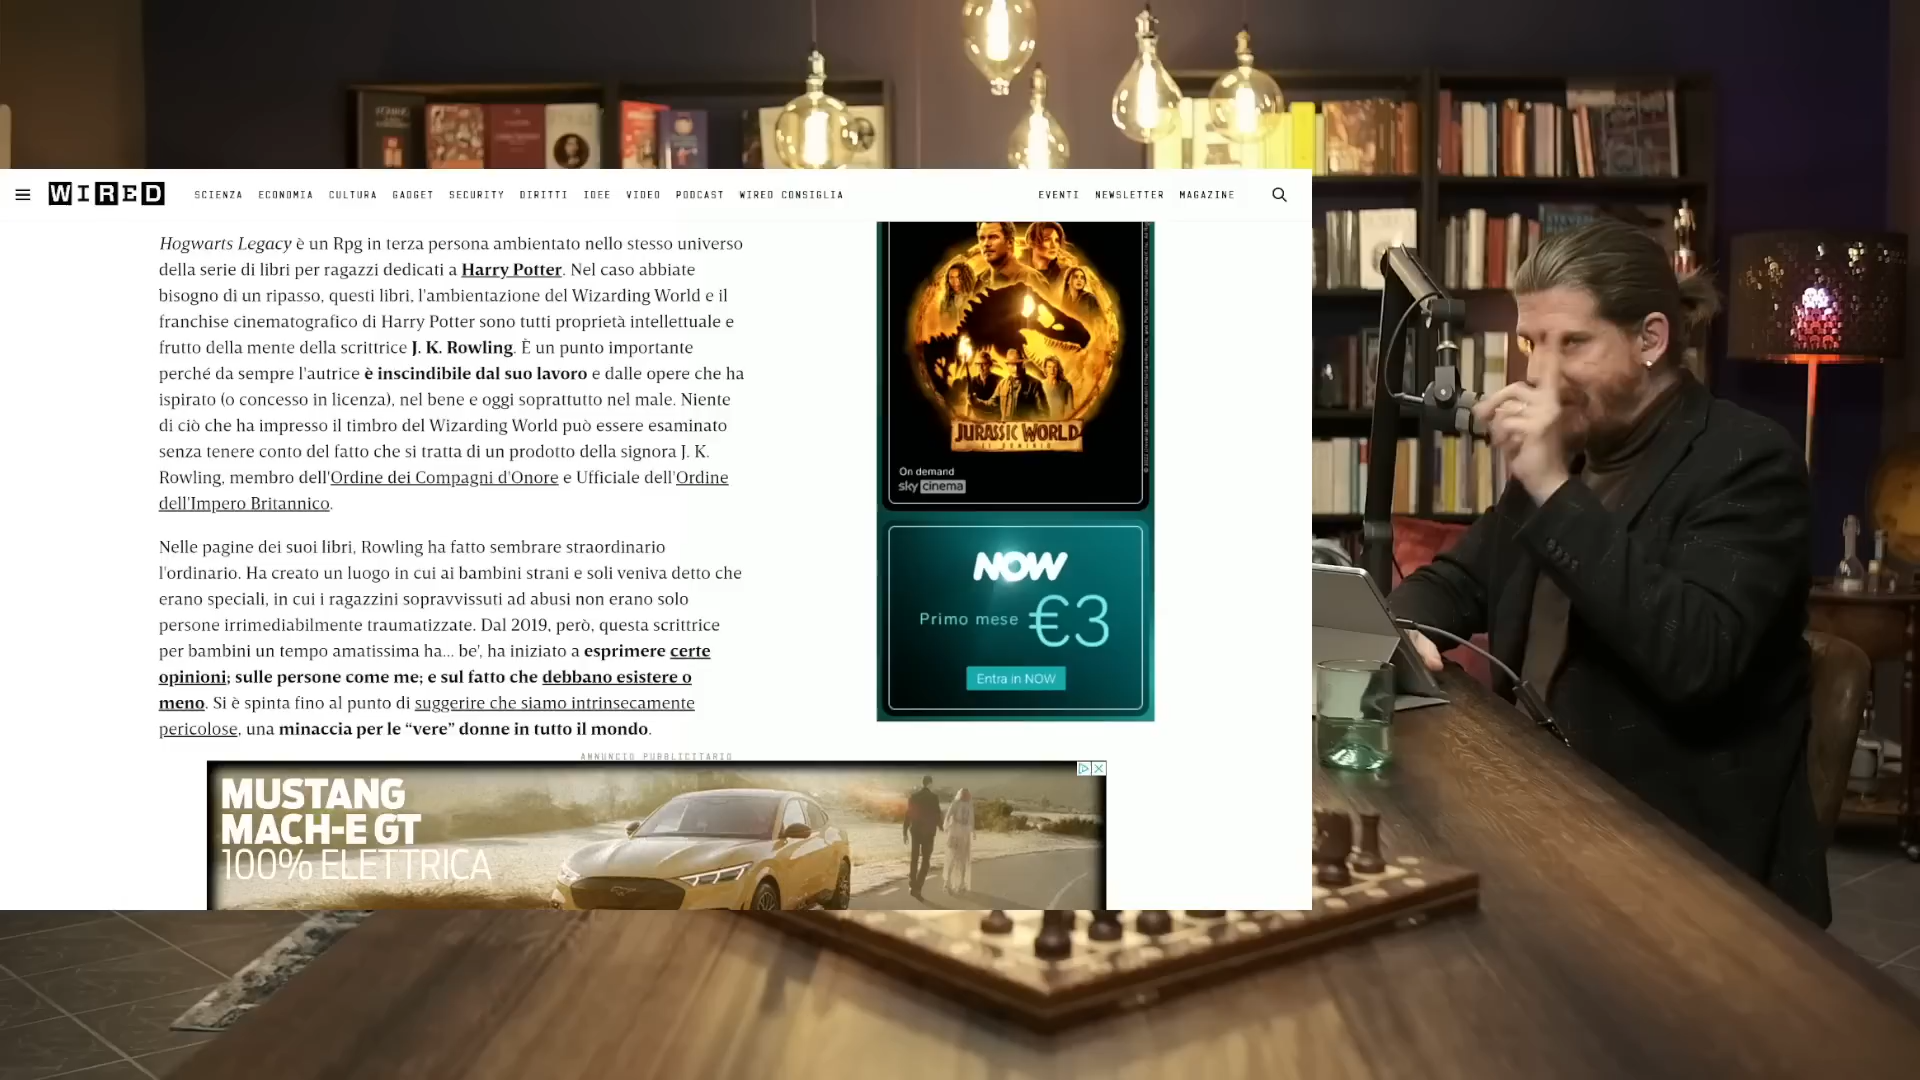 WIRED
SCIENZA ECONOMIA CULTURA GADGET SECURITY DIRITTI IDEE VIDEO PODCAST WIRED CONSIGLIA
EVENTI NEWSLETTER MAGAZINE
Hogwarts Legacy è un Rpg in terza persona ambientato nello stesso universo
della serie di libri per ragazzi dedicati a Harry Potter. Nel caso abbiate
bisogno di un ripasso, questi libri, l'ambientazione del Wizarding World e il
franchise cinematografico di Harry Potter sono tutti proprietà intellettuale e
frutto della mente della scrittrice J. K. Rowling. È un punto importante
perché da sempre l'autrice è inscindibile dal suo lavoro e dalle opere che ha
ispirato (o concesso in licenza), nel bene e oggi soprattutto nel male. Niente
di ciò che ha impresso il timbro del Wizarding World può essere esaminato
senza tenere conto del fatto che si tratta di un prodotto della signora J. K.
Rowling, membro dell'Ordine dei Compagni d'Onore e Ufficiale dell'Ordine
dell'Impero Britannico.
Nelle pagine dei suoi libri, Rowling ha fatto sembrare straordinario
l'ordinario. Ha creato un luogo in cui ai bambini strani e soli veniva detto che
erano speciali, in cui i ragazzini sopravvissuti ad abusi non erano solo
persone irrimediabilmente traumatizzate. Dal 2019, però, questa scrittrice
per bambini un tempo amatissima ha... be', ha iniziato a esprimere certe
opinioni; sulle persone come me; e sul fatto che debbano esistere o
meno. Si è spinta fino al punto di suggerire che siamo intrinsecamente
pericolose, una minaccia per le “vere” donne in tutto il mondo.
JURASSIC WORLD
IL DOMINIO
On demand
sky cinema
NOW
Primo mese €3
Entra in NOW
ANNUNCIO PUBBLICITARIO
MUSTANG
MACH-E GT
100% ELETTRICA